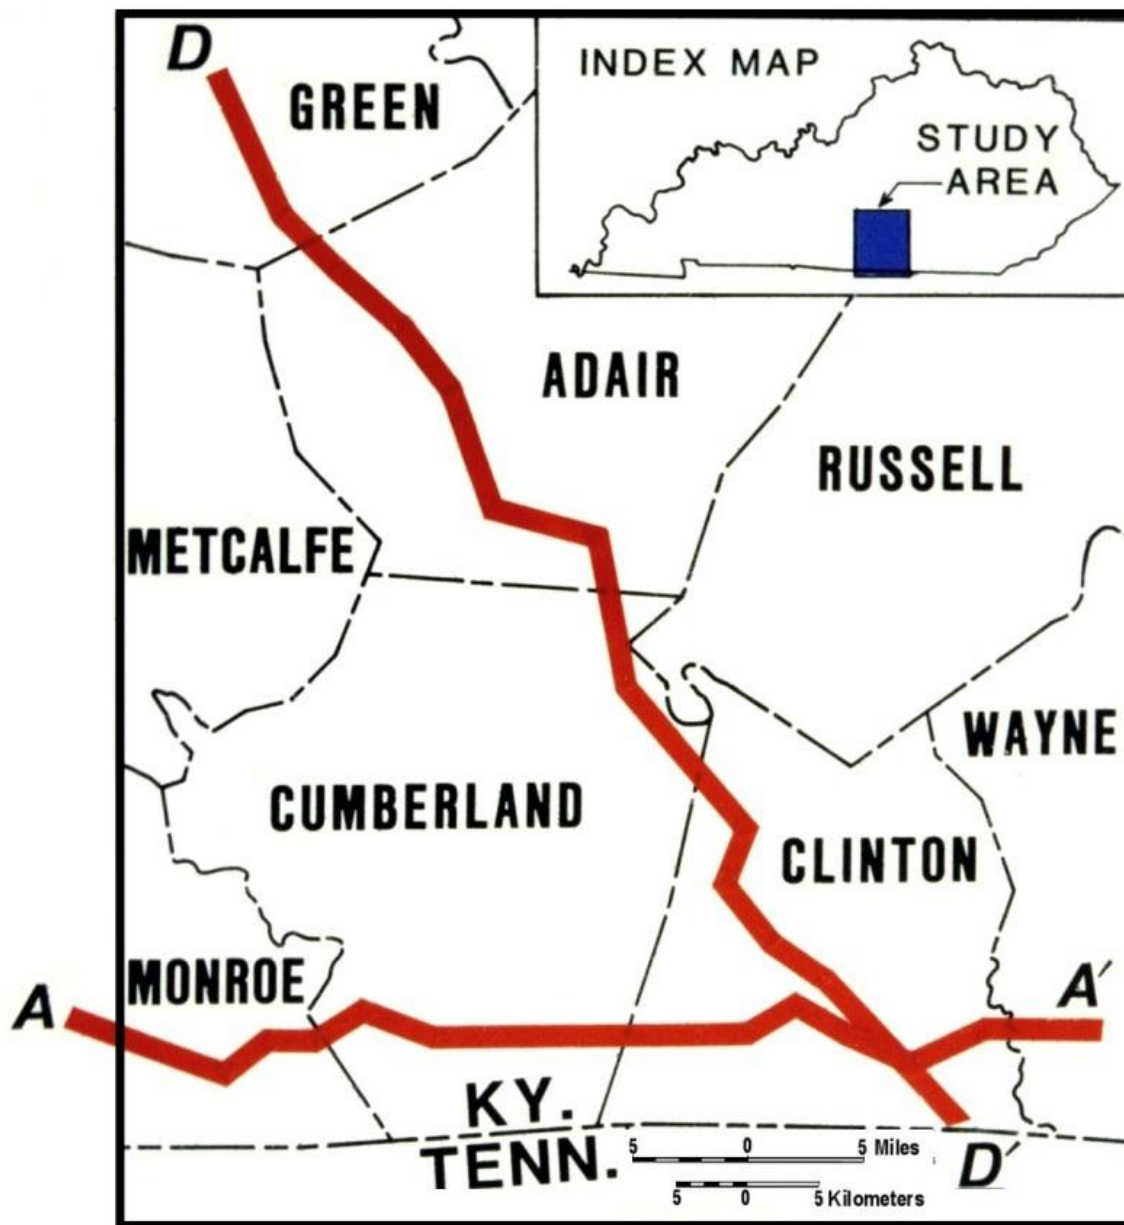 D
GREEN
INDEX MAP
STUDY
AREA
ADAIR
RUSSELL
METCALFE
WAYNE
CUMBERLAND
CLINTON
MONROE
A
A′
KY.
TENN.
5 0 5 Miles
D′
5 0 5 Kilometers